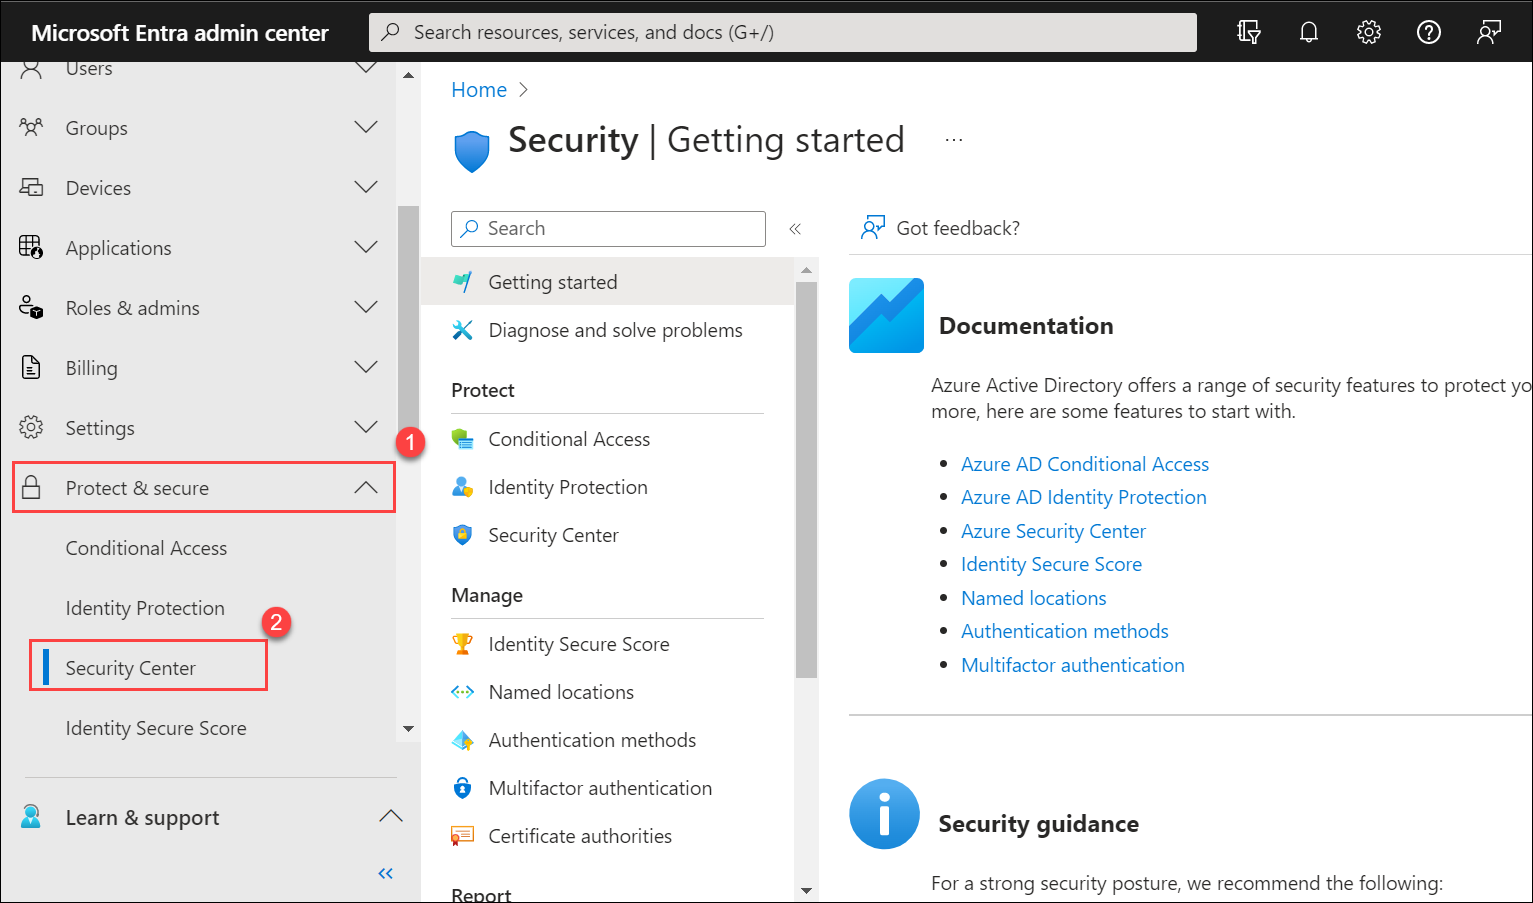 Microsoft Entra admin center
Search resources, services, and docs (G+/)
Users
Groups
Devices
Applications
Roles & admins
Billing
Settings
1
Protect & secure
Conditional Access
Identity Protection
2
Security Center
Identity Secure Score
Learn & support
Home
Security | Getting started
Search
Getting started
Diagnose and solve problems
Protect
Conditional Access
Identity Protection
Security Center
Manage
Identity Secure Score
Named locations
Authentication methods
Multifactor authentication
Certificate authorities
Report
Got feedback?
Documentation
Azure Active Directory offers a range of security features to protect yo
more, here are some features to start with.
Azure AD Conditional Access
Azure AD Identity Protection
Azure Security Center
Identity Secure Score
Named locations
Authentication methods
Multifactor authentication
Security guidance
For a strong security posture, we recommend the following: